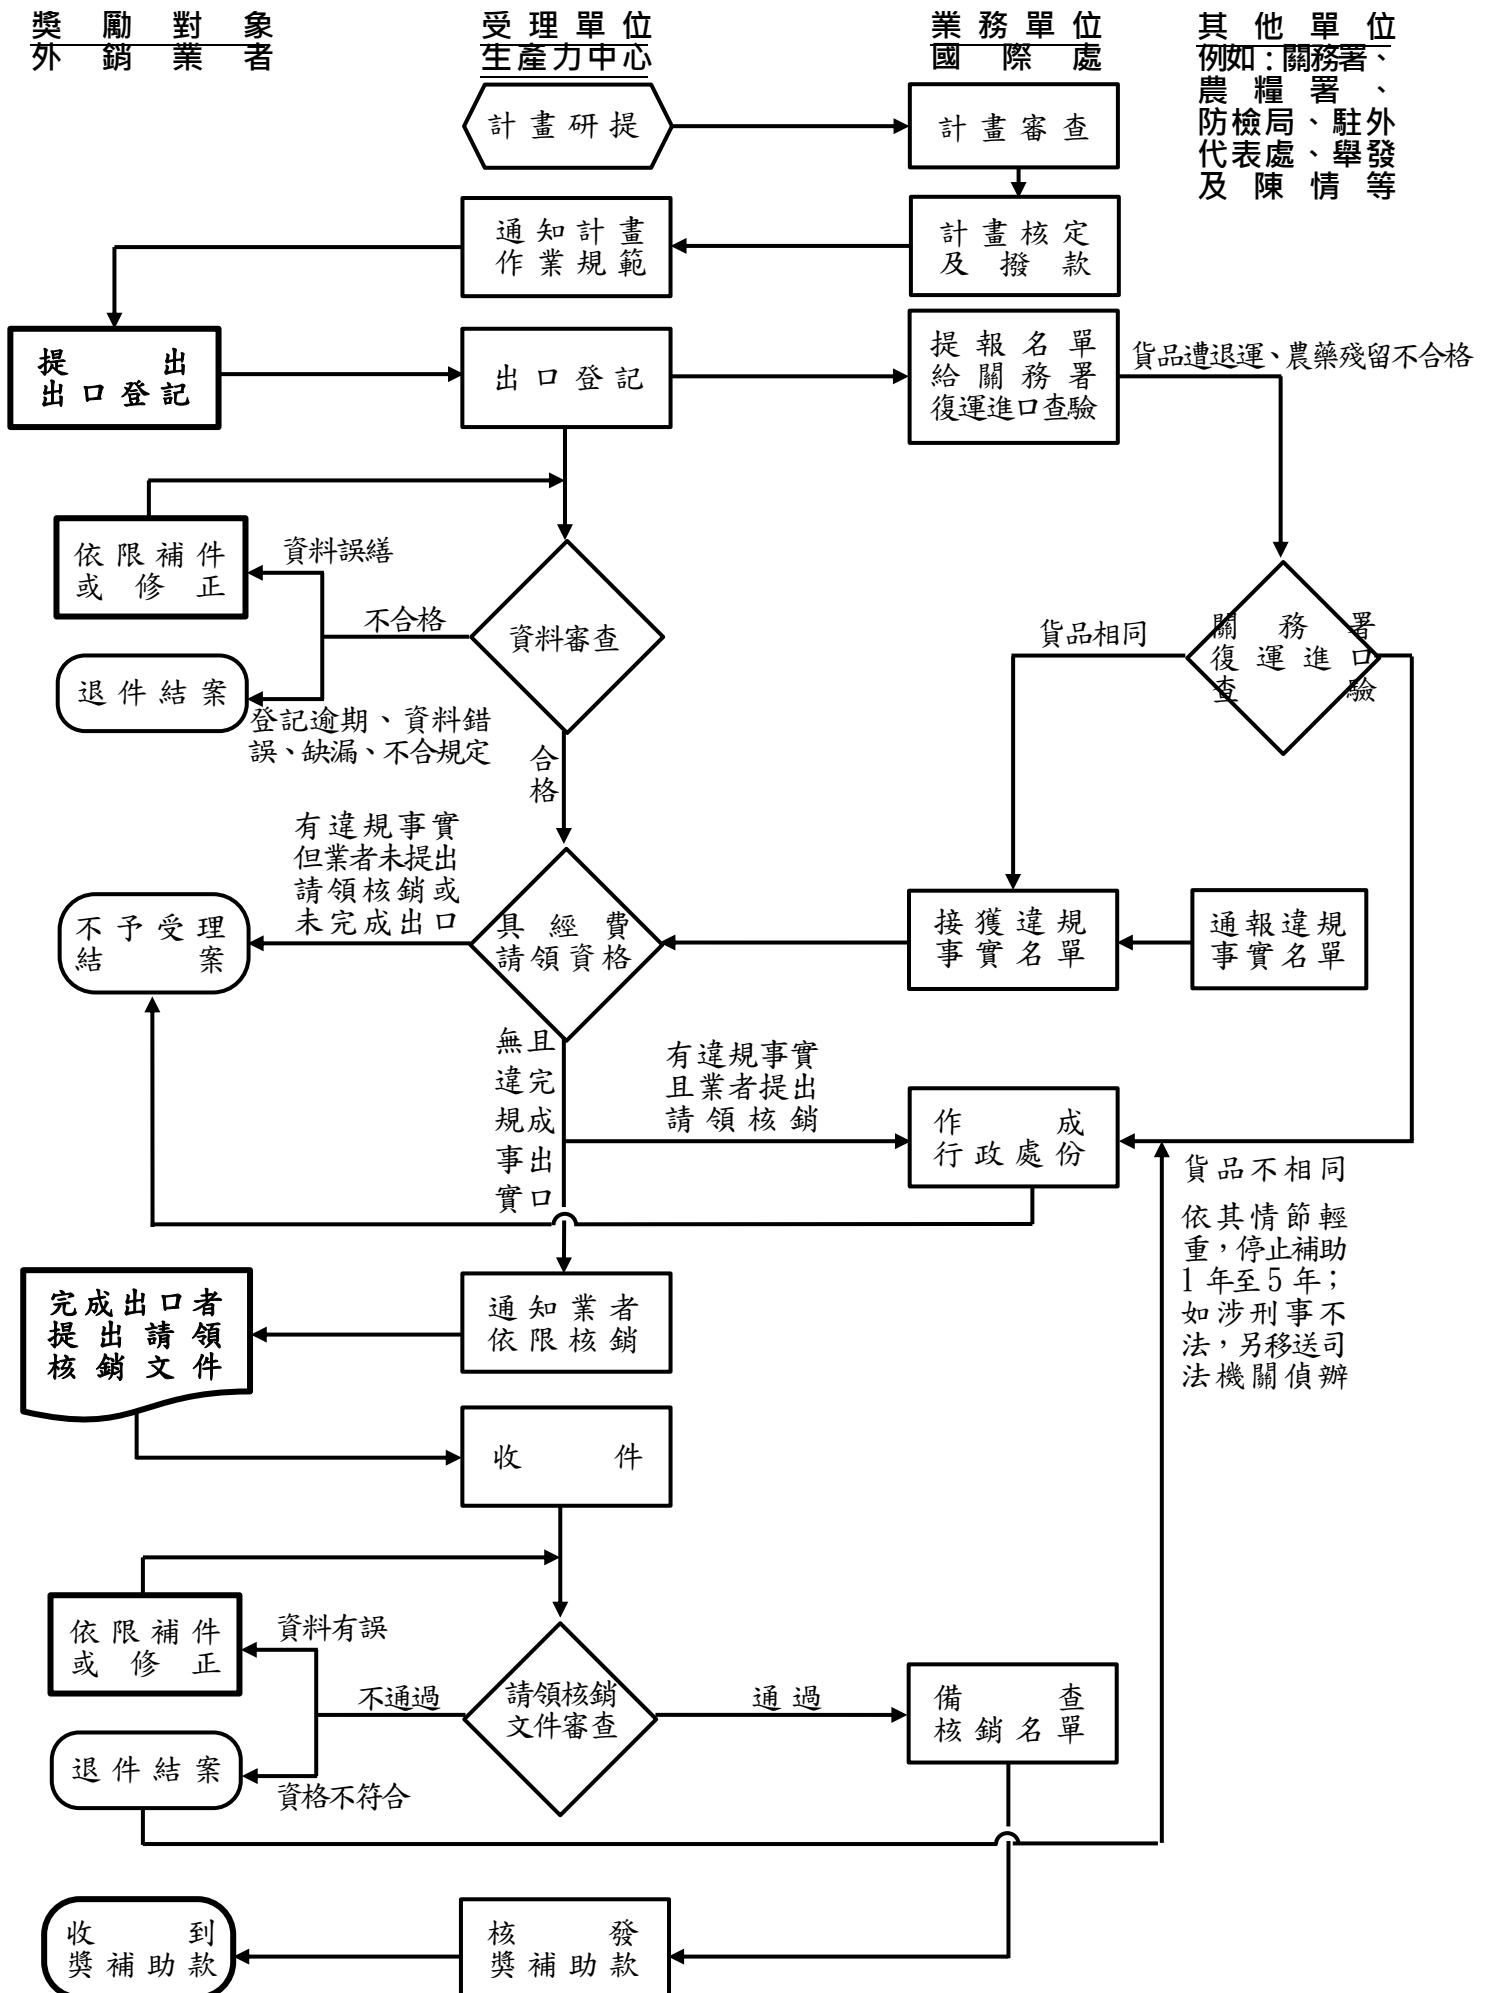 獎勵對象
外銷業者
受理單位
生產力中心
業務單位
國際處
其他單位
例如：關務署、
農糧署、
防檢局、駐外
代表處、舉發
及陳情等
計畫研提
計畫審查
通知計畫
作業規範
計畫核定
及撥款
提出
出口登記
出口登記
提報名單
給關務署
復運進口查驗
貨品遭退運、農藥殘留不合格
依限補件
或修正
資料誤繕
不合格
資料審查
退件結案
登記逾期、資料錯
誤、缺漏、不合規定
合
格
貨品相同
關務署
復運進口
查驗
有違規事實
但業者未提出
請領核銷或
未完成出口
不予受理
結案
具經費
請領資格
接獲違規
事實名單
通報違規
事實名單
無且
違完
規成
事出
實口
有違規事實
且業者提出
請領核銷
作成
行政處份
貨品不相同
依其情節輕
重，停止補助
1年至5年；
如涉刑事不
法，另移送司
法機關偵辦
完成出口者
提出請領
核銷文件
通知業者
依限核銷
收件
依限補件
或修正
資料有誤
不通過
請領核銷
文件審查
通過
備查
核銷名單
退件結案
資格不符合
收到
獎補助款
核發
獎補助款